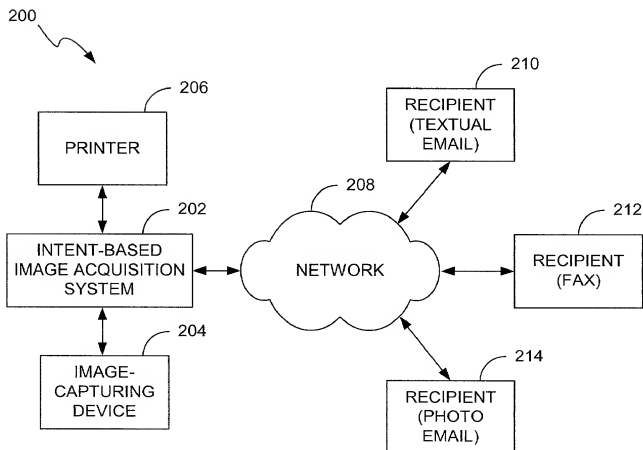 200
206
PRINTER
202
INTENT-BASED
IMAGE ACQUISITION
SYSTEM
204
IMAGE-
CAPTURING
DEVICE
208
NETWORK
210
RECIPIENT
(TEXTUAL
EMAIL)
212
RECIPIENT
(FAX)
214
RECIPIENT
(PHOTO
EMAIL)